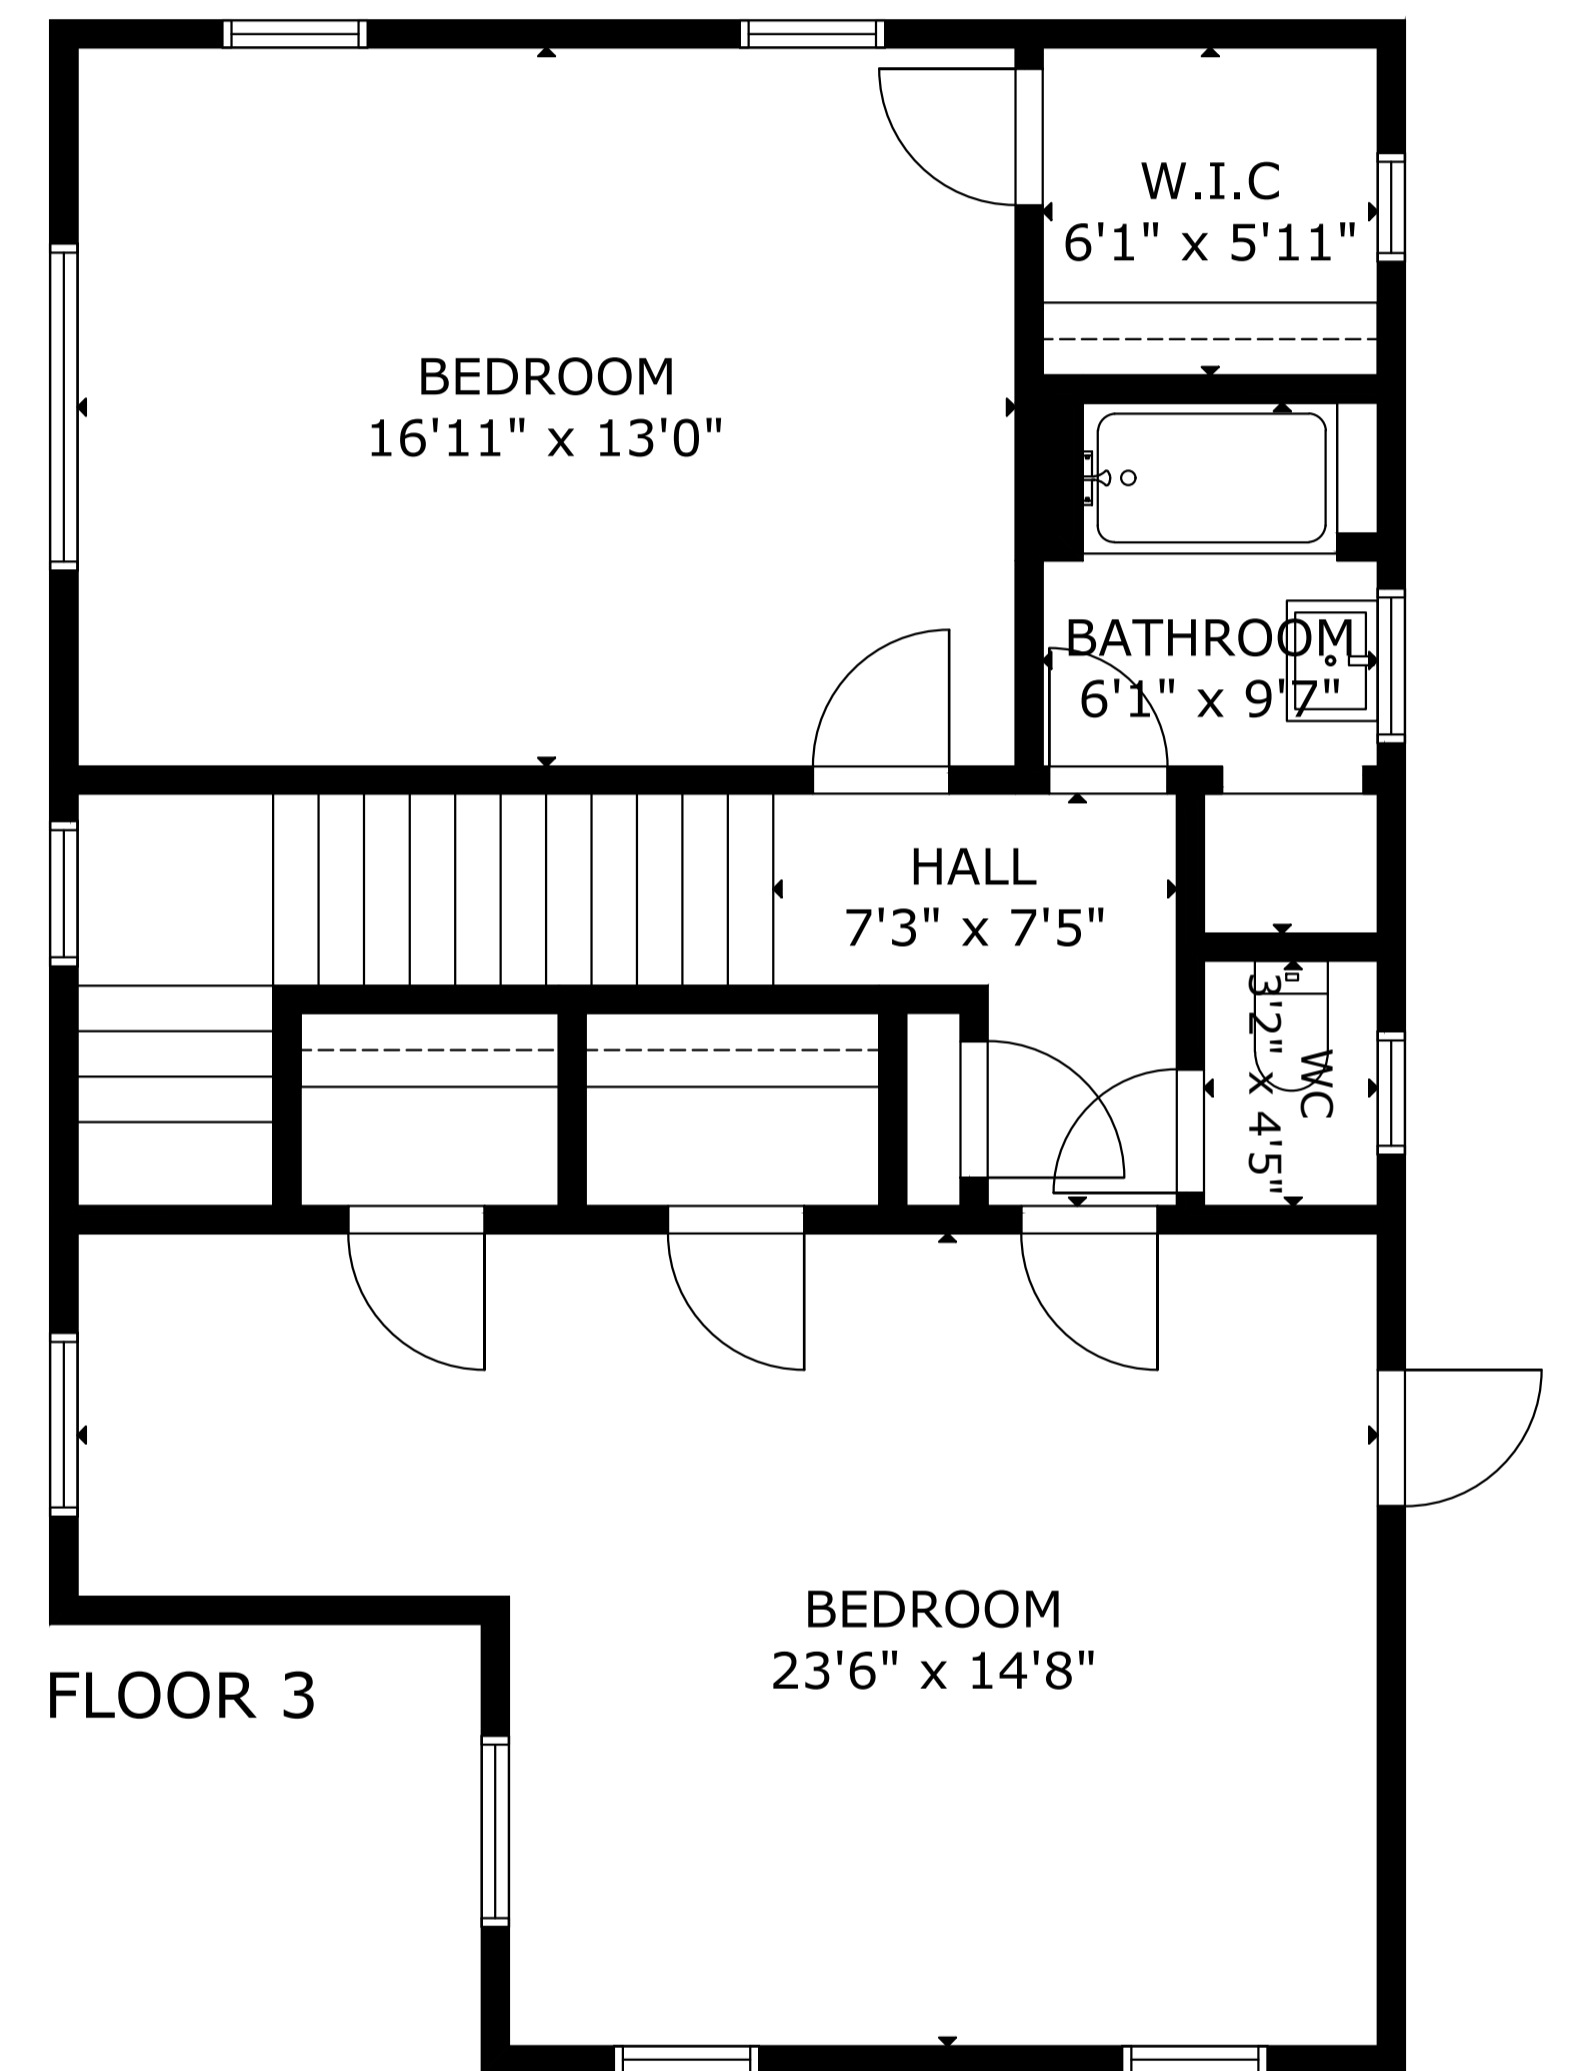 W.I.C
6'1" x 5'11"
BEDROOM
16'11" x 13'0"
BATHROOM
6'1" x 9'7"
HALL
7'3" x 7'5"
WC
3'2" x 4'5"
BEDROOM
23'6" x 14'8"
FLOOR 3